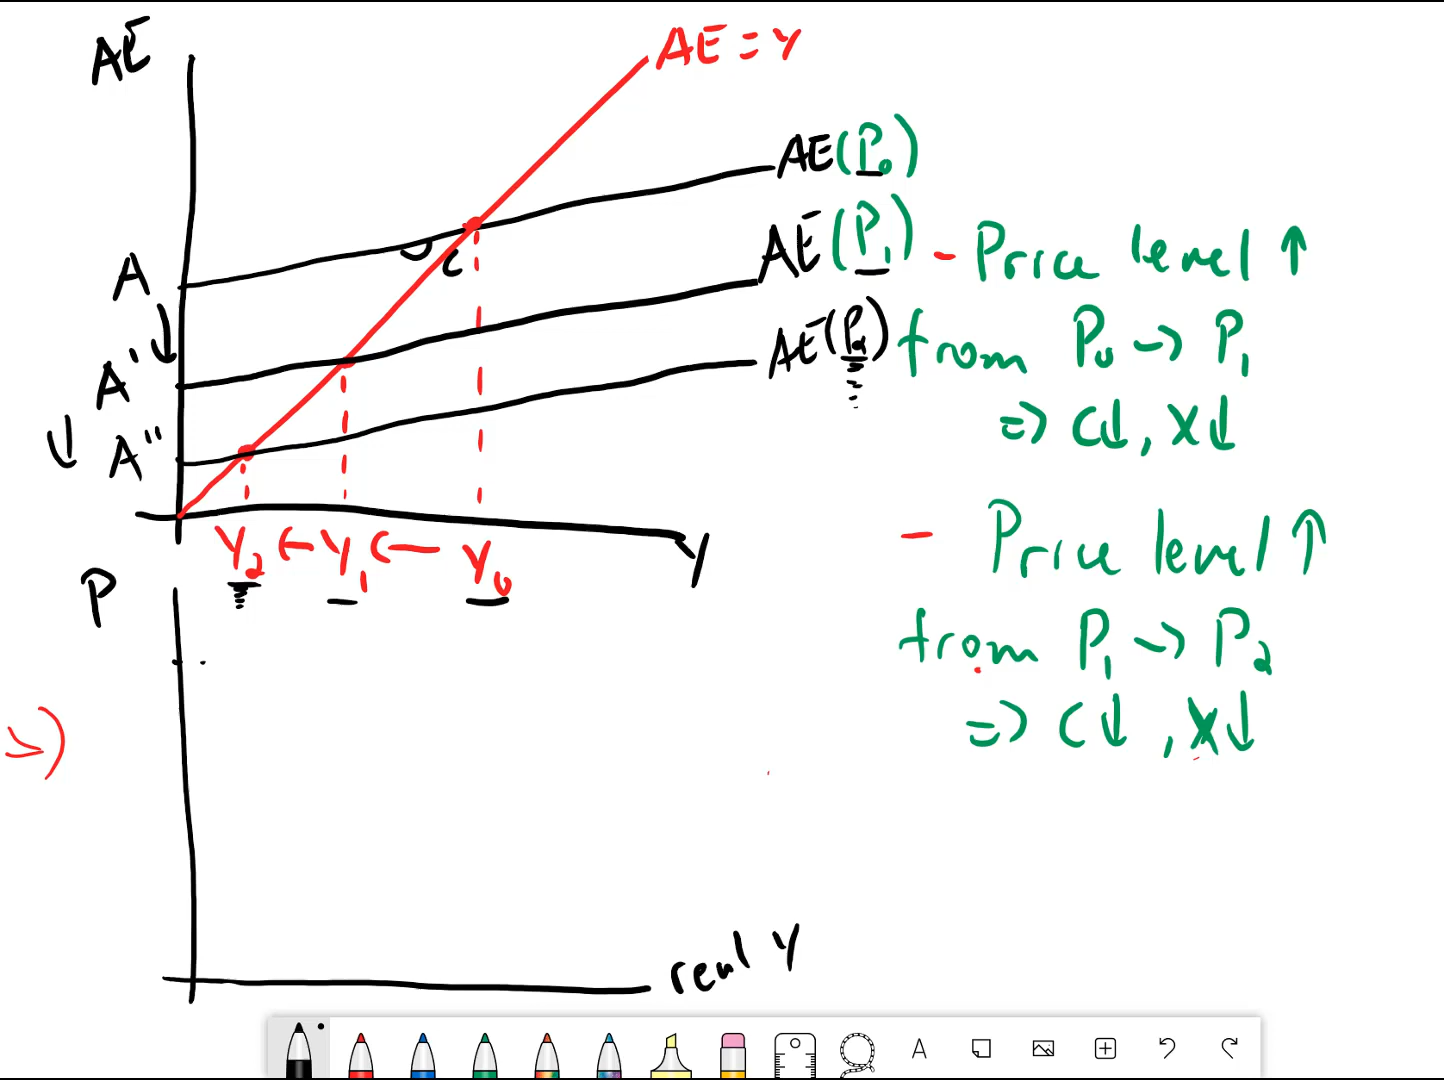 AE
AE = Y
AE(P₀)
A
AE(P₁)
- Price level ↑
from P₀ → P₁
=> C↓, X↓
c
A'
AE(P₂)
A''
Y₂ ← Y₁ ← Y₀
Y
- Price level ↑
from P₁ → P₂
=> C↓, X↓
P
real Y
A